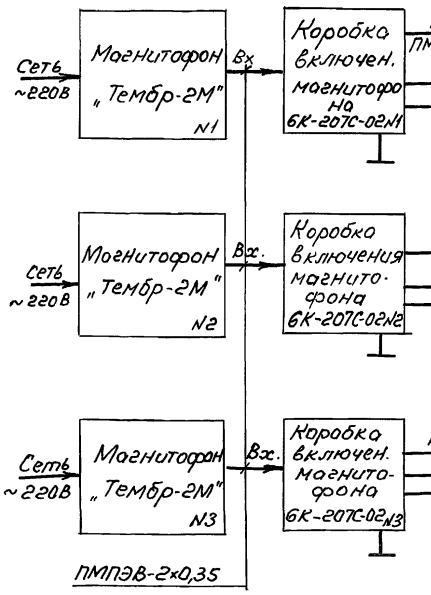 Сеть
~220В
Магнитофон
„Тембр-2М"
N1
Вх
Коробка
включен.
магнитофо
на
6К-207С-02N1
ПМ
Сеть
~220В
Магнитофон
„Тембр-2М"
N2
Вх.
Коробка
включения
магнито-
фона
6К-207С-02N2
Сеть
~220В
Магнитофон
„Тембр-2М"
N3
Вх.
Коробка
включен.
магнито-
фона
6К-207С-02N3
ПМПЭВ-2×0,35